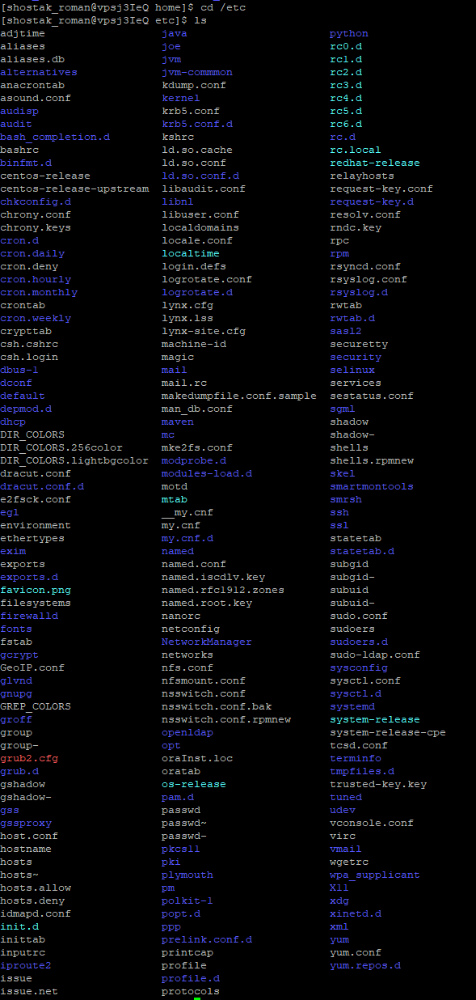 [shostak_roman@vpsj3IeQ home]$ cd /etc
[shostak_roman@vpsj3IeQ etc]$ ls
adjtime java python
aliases joe rc0.d
aliases.db jvm rc1.d
alternatives jvm-commmon rc2.d
anacrontab kdump.conf rc3.d
asound.conf kernel rc4.d
audisp krb5.conf rc5.d
audit krb5.conf.d rc6.d
bash_completion.d kshrc rc.d
bashrc ld.so.cache rc.local
binfmt.d ld.so.conf redhat-release
centos-release ld.so.conf.d relayhosts
centos-release-upstream libaudit.conf request-key.conf
chkconfig.d libnl request-key.d
chrony.conf libuser.conf resolv.conf
chrony.keys localdomains rndc.key
cron.d locale.conf rpc
cron.daily localtime rpm
cron.deny login.defs rsyncd.conf
cron.hourly logrotate.conf rsyslog.conf
cron.monthly logrotate.d rsyslog.d
crontab lynx.cfg rwtab
cron.weekly lynx.lss rwtab.d
crypttab lynx-site.cfg sasl2
csh.cshrc machine-id securetty
csh.login magic security
dbus-1 mail selinux
dconf mail.rc services
default makedumpfile.conf.sample sestatus.conf
depmod.d man_db.conf sgml
dhcp maven shadow
DIR_COLORS mc shadow-
DIR_COLORS.256color mke2fs.conf shells
DIR_COLORS.lightbgcolor modprobe.d shells.rpmnew
dracut.conf modules-load.d skel
dracut.conf.d motd smartmontools
e2fsck.conf mtab smrsh
egl __my.cnf ssh
environment my.cnf ssl
ethertypes my.cnf.d statetab
exim named statetab.d
exports named.conf subgid
exports.d named.iscdlv.key subgid-
favicon.png named.rfc1912.zones subuid
filesystems named.root.key subuid-
firewalld nanorc sudo.conf
fonts netconfig sudoers
fstab NetworkManager sudoers.d
gcrypt networks sudo-ldap.conf
GeoIP.conf nfs.conf sysconfig
glvnd nfsmount.conf sysctl.conf
gnupg nsswitch.conf sysctl.d
GREP_COLORS nsswitch.conf.bak systemd
groff nsswitch.conf.rpmnew system-release
group openldap system-release-cpe
group- opt tcsd.conf
grub2.cfg oraInst.loc terminfo
grub.d oratab tmpfiles.d
gshadow os-release trusted-key.key
gshadow- pam.d tuned
gss passwd udev
gssproxy passwd~ vconsole.conf
host.conf passwd- virc
hostname pkcs11 vmail
hosts pki wgetrc
hosts~ plymouth wpa_supplicant
hosts.allow pm X11
hosts.deny polkit-1 xdg
idmapd.conf popt.d xinetd.d
init.d ppp xml
inittab prelink.conf.d yum
inputrc printcap yum.conf
iproute2 profile yum.repos.d
issue profile.d
issue.net protocols